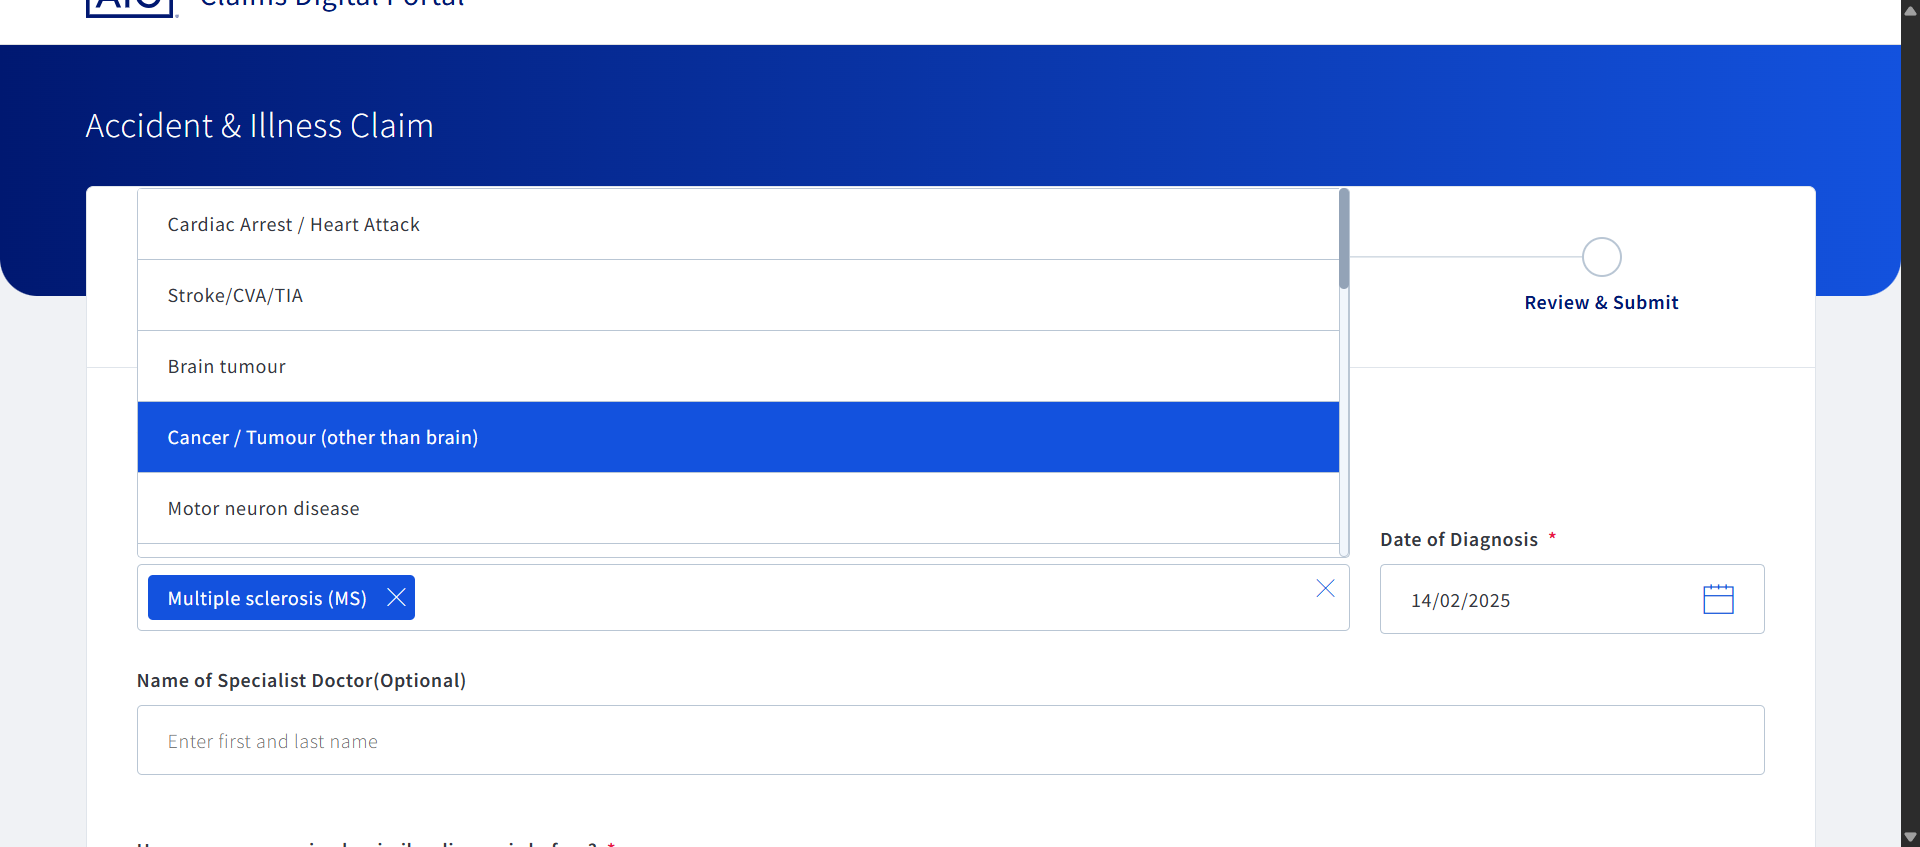 Claims Digital Portal
Accident & Illness Claim
Cardiac Arrest / Heart Attack
Stroke/CVA/TIA
Brain tumour
Cancer / Tumour (other than brain)
Motor neuron disease
Review & Submit
Date of Diagnosis *
Multiple sclerosis (MS)
14/02/2025
Name of Specialist Doctor(Optional)
Enter first and last name